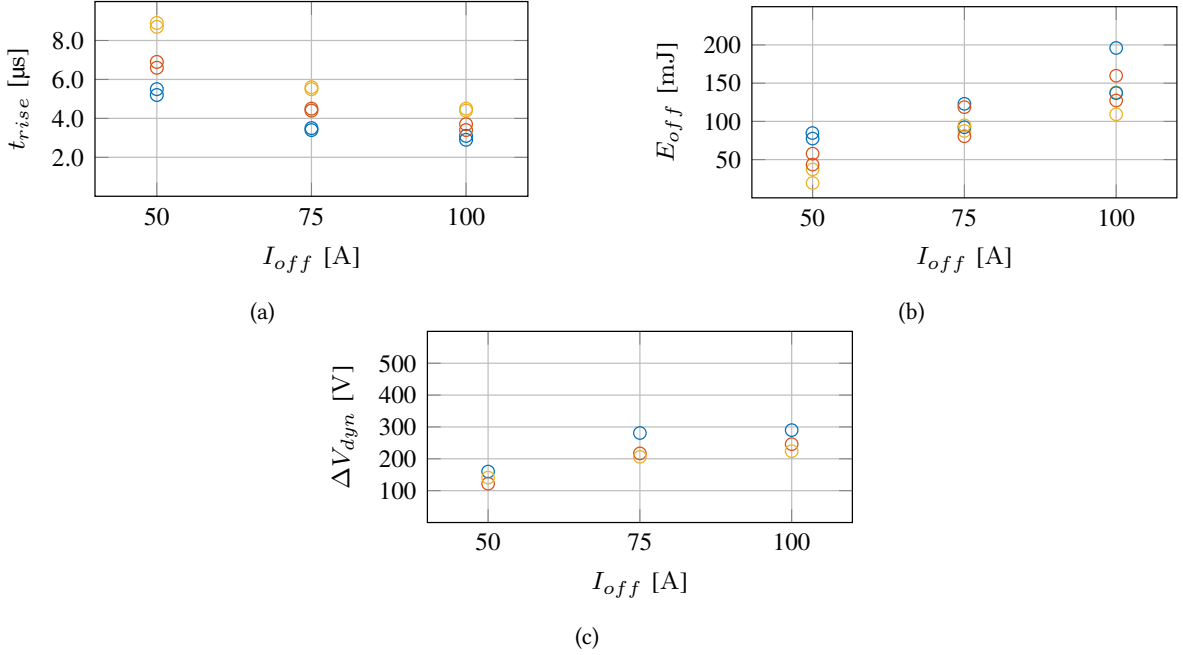 8.0
6.0
4.0
2.0
t_rise [µs]
50 75 100
I_off [A]
(a)
200
150
100
50
E_off [mJ]
50 75 100
I_off [A]
(b)
500
400
300
200
100
ΔV_dyn [V]
50 75 100
I_off [A]
(c)